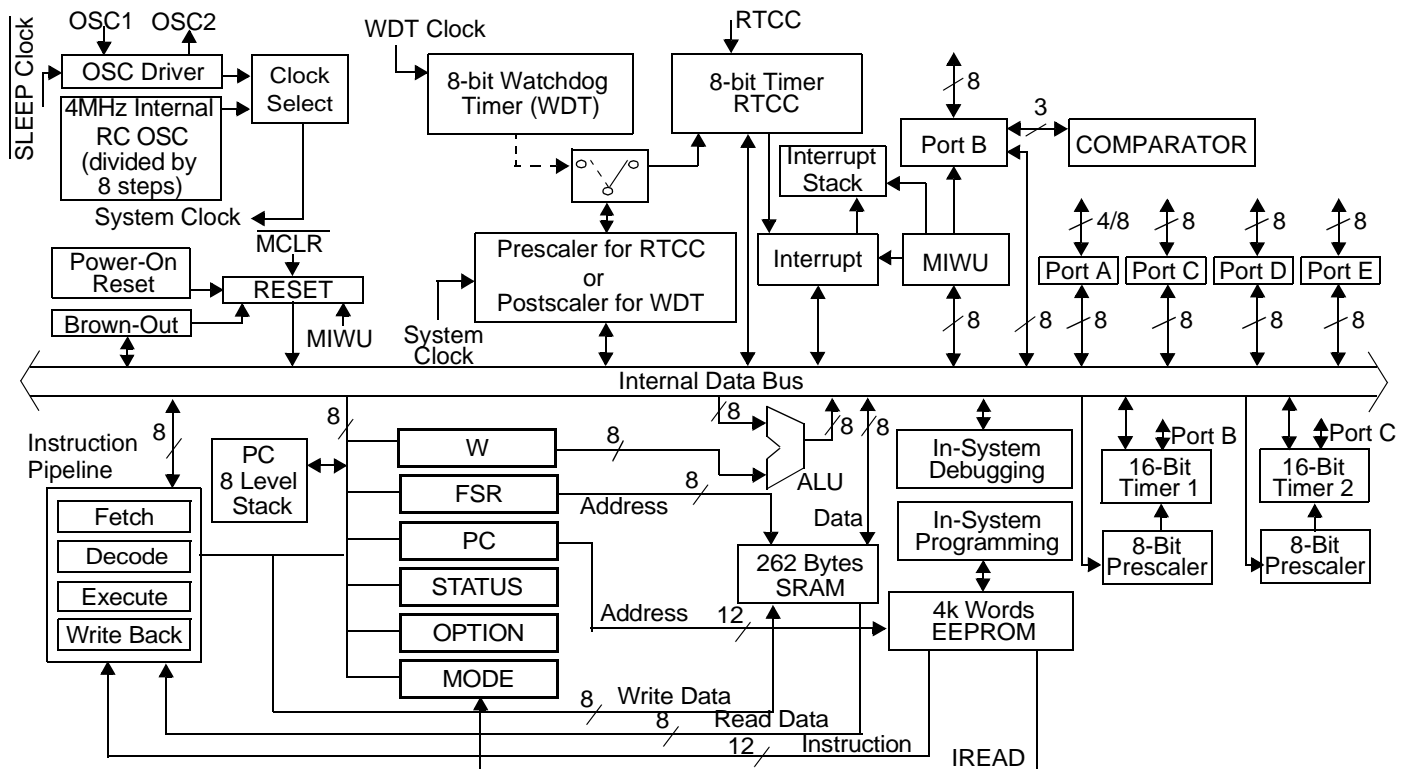 OSC1
OSC2
SLEEP Clock
OSC Driver
Clock
Select
4MHz Internal
RC OSC
(divided by
8 steps)
System Clock
WDT Clock
8-bit Watchdog
Timer (WDT)
RTCC
8-bit Timer
RTCC
8
Port B
3
COMPARATOR
Interrupt
Stack
Interrupt
MIWU
4/8
8
8
8
Port A
Port C
Port D
Port E
MCLR
Power-On
Reset
RESET
Brown-Out
MIWU
Prescaler for RTCC
or
Postscaler for WDT
System
Clock
8
8
8
8
8
8
Internal Data Bus
8
Instruction
Pipeline
Fetch
Decode
Execute
Write Back
PC
8 Level
Stack
8
W
FSR
PC
STATUS
OPTION
MODE
8
8
Address
8
8
8
ALU
Data
262 Bytes
SRAM
In-System
Debugging
In-System
Programming
4k Words
EEPROM
Port B
16-Bit
Timer 1
8-Bit
Prescaler
Port C
16-Bit
Timer 2
8-Bit
Prescaler
Address
12
8
Write Data
8
Read Data
12
Instruction
IREAD